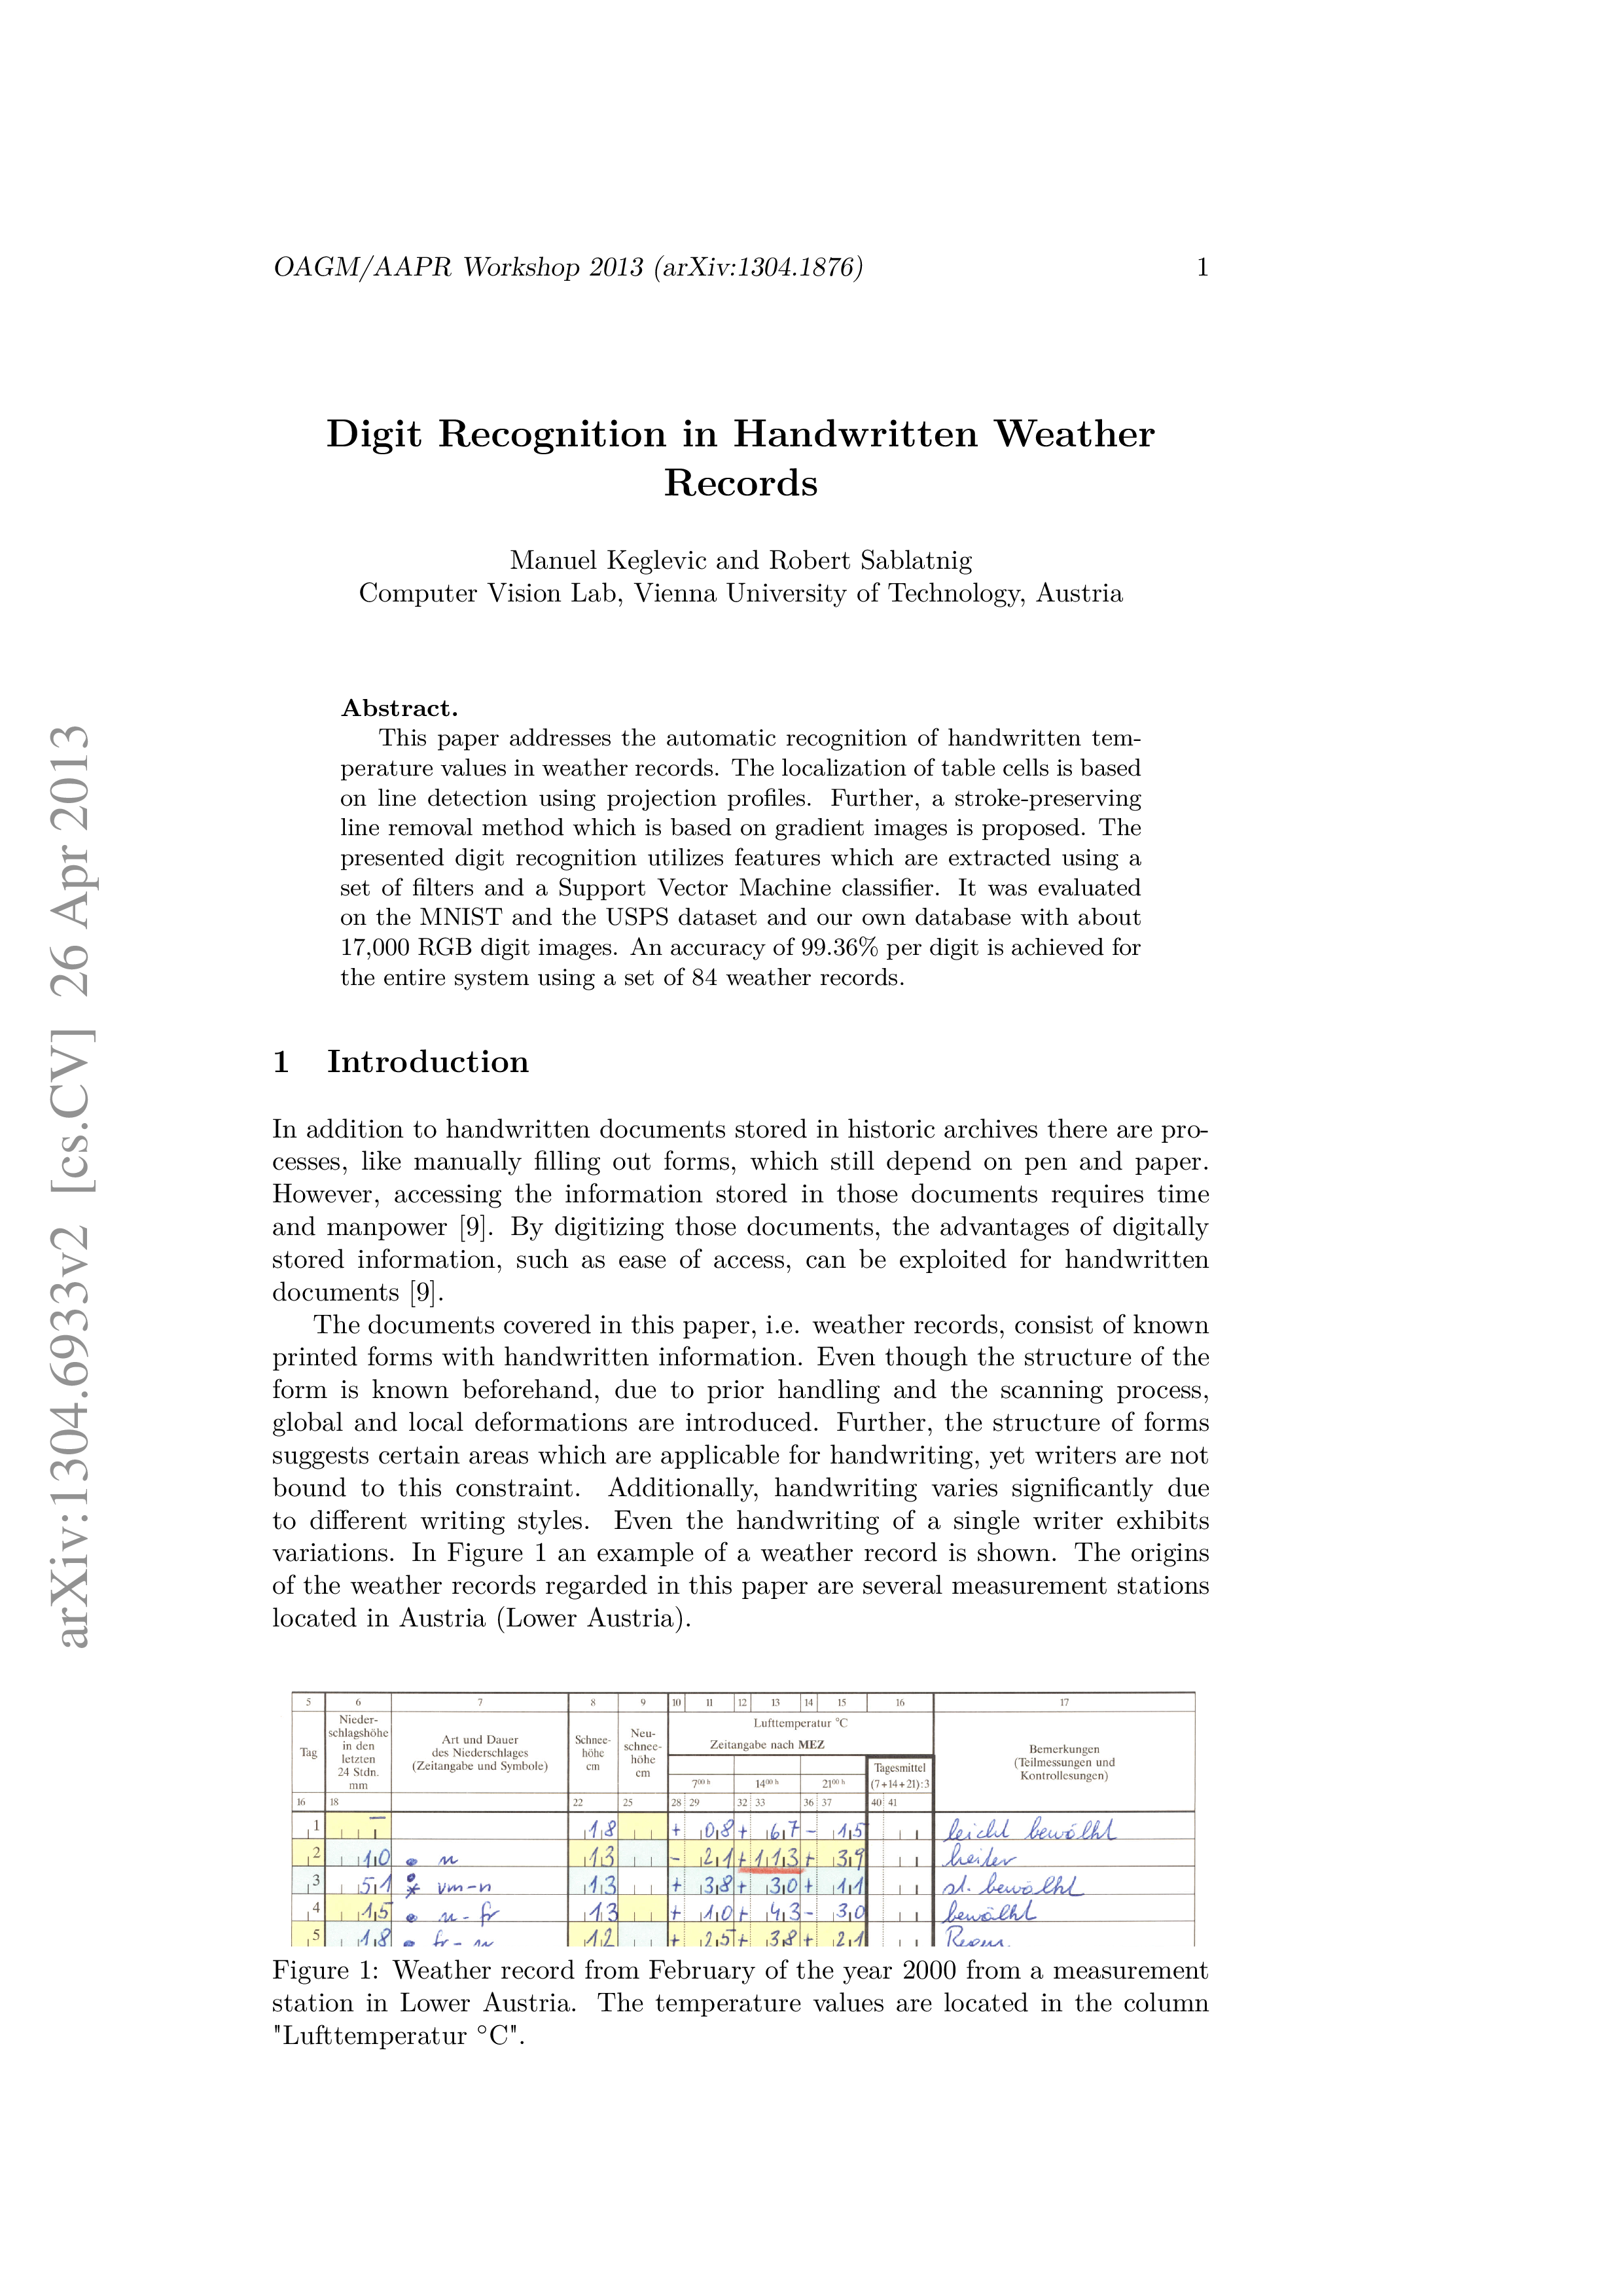 OAGM/AAPR Workshop 2013 (arXiv:1304.1876) 1
Digit Recognition in Handwritten Weather
Records
Manuel Keglevic and Robert Sablatnig
Computer Vision Lab, Vienna University of Technology, Austria
Abstract.
This paper addresses the automatic recognition of handwritten tem-
perature values in weather records. The localization of table cells is based
on line detection using projection profiles. Further, a stroke-preserving
line removal method which is based on gradient images is proposed. The
presented digit recognition utilizes features which are extracted using a
set of filters and a Support Vector Machine classifier. It was evaluated
on the MNIST and the USPS dataset and our own database with about
17,000 RGB digit images. An accuracy of 99.36% per digit is achieved for
the entire system using a set of 84 weather records.
1 Introduction
In addition to handwritten documents stored in historic archives there are pro-
cesses, like manually filling out forms, which still depend on pen and paper.
However, accessing the information stored in those documents requires time
and manpower [9]. By digitizing those documents, the advantages of digitally
stored information, such as ease of access, can be exploited for handwritten
documents [9].
The documents covered in this paper, i.e. weather records, consist of known
printed forms with handwritten information. Even though the structure of the
form is known beforehand, due to prior handling and the scanning process,
global and local deformations are introduced. Further, the structure of forms
suggests certain areas which are applicable for handwriting, yet writers are not
bound to this constraint. Additionally, handwriting varies significantly due
to different writing styles. Even the handwriting of a single writer exhibits
variations. In Figure 1 an example of a weather record is shown. The origins
of the weather records regarded in this paper are several measurement stations
located in Austria (Lower Austria).
5 6 7 8 9 10 11 12 13 14 15 16 17
Tag
Nieder-
schlagshöhe
in den
letzten
24 Stdn.
mm
Art und Dauer
des Niederschlages
(Zeitangabe und Symbole)
Schnee-
höhe
cm
Neu-
schnee-
höhe
cm
Lufttemperatur °C
Zeitangabe nach MEZ
7⁰⁰ ʰ 14⁰⁰ ʰ 21⁰⁰ ʰ
Tagesmittel
(7+14+21):3
Bemerkungen
(Teilmessungen und
Kontrollesungen)
16 18 22 25 28 29 32 33 36 37 40 41
1 – 1,8 + 0,8 + 6,7 - 1,5 leicht bewölkt
2 1,0 • n 1,3 - 2,1 + 1,1,3 + 3,9 heiter
3 5,1 vm-n 1,3 + 3,8 + 3,0 + 1,1 st. bewölkt
4 1,5 • n-fr 1,3 + 1,0 + 4,3 - 3,0 bewölkt
5 1,8 • fr-n 1,2 + 2,5 + 3,8 + 2,1
Figure 1: Weather record from February of the year 2000 from a measurement
station in Lower Austria. The temperature values are located in the column
"Lufttemperatur °C".
arXiv:1304.6933v2 [cs.CV] 26 Apr 2013